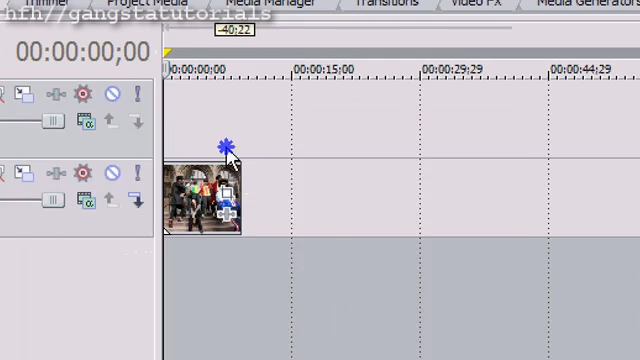 Trimmer Project Media Media Manager Transitions Video FX Media Generators
hfh//gangstatutorials
-40;22
00:00:00;00
00:00:00;00 00:00:15;00 00:00:29;29 00:00:44;29